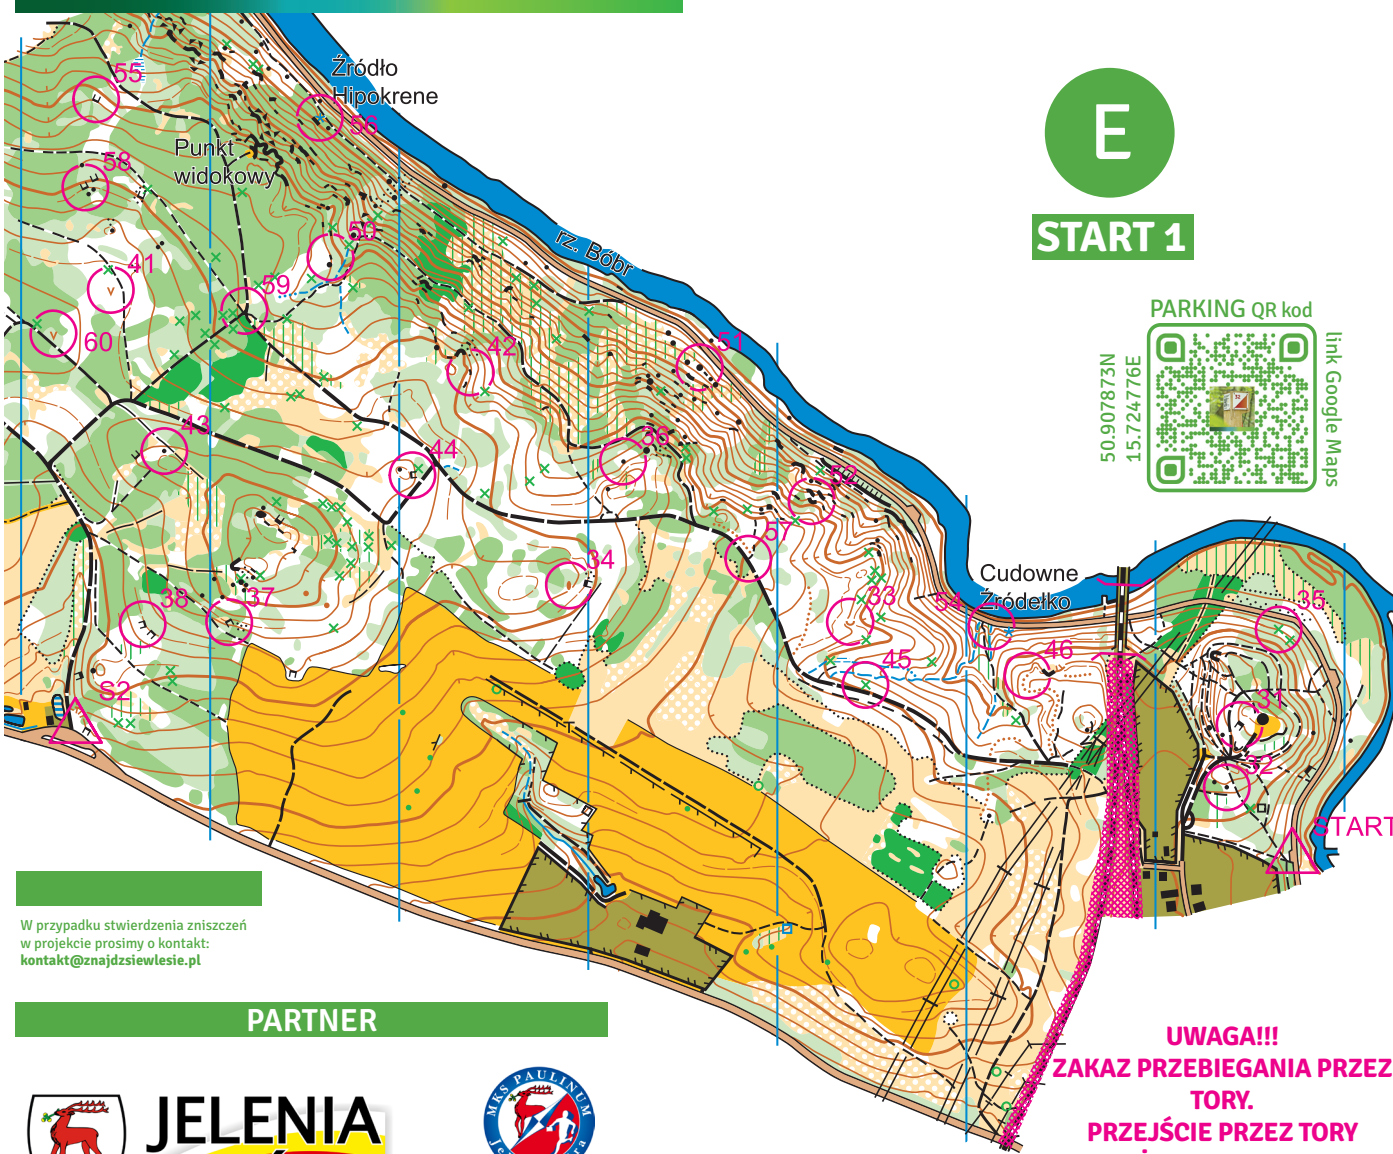 55
Źródło
Hipokrene
56
Punkt
widokowy
58
50
rz. Bóbr
E
START 1
41
59
60
42
51
PARKING QR kod
link Google Maps
50.907873N
15.724776E
32
43
44
36
52
57
34
Cudowne
Źródełko
38
37
33
54
35
45
46
S2
31
32
START
W przypadku stwierdzenia zniszczeń
w projekcie prosimy o kontakt:
kontakt@znajdzsiewlesie.pl
PARTNER
UWAGA!!!
ZAKAZ PRZEBIEGANIA PRZEZ
TORY.
PRZEJŚCIE PRZEZ TORY
JELENIA
MKS PAULINUM